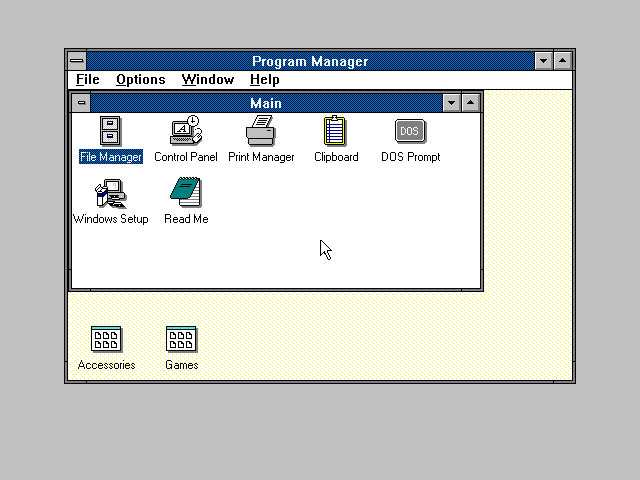 Program Manager
File Options Window Help
Main
DOS
File Manager Control Panel Print Manager Clipboard DOS Prompt
Windows Setup Read Me
Accessories Games